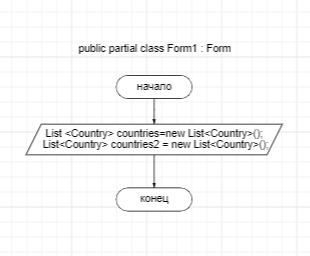 public partial class Form1 : Form
начало
List <Country> countries=new List<Country>();
List<Country> countries2 = new List<Country>();
конец